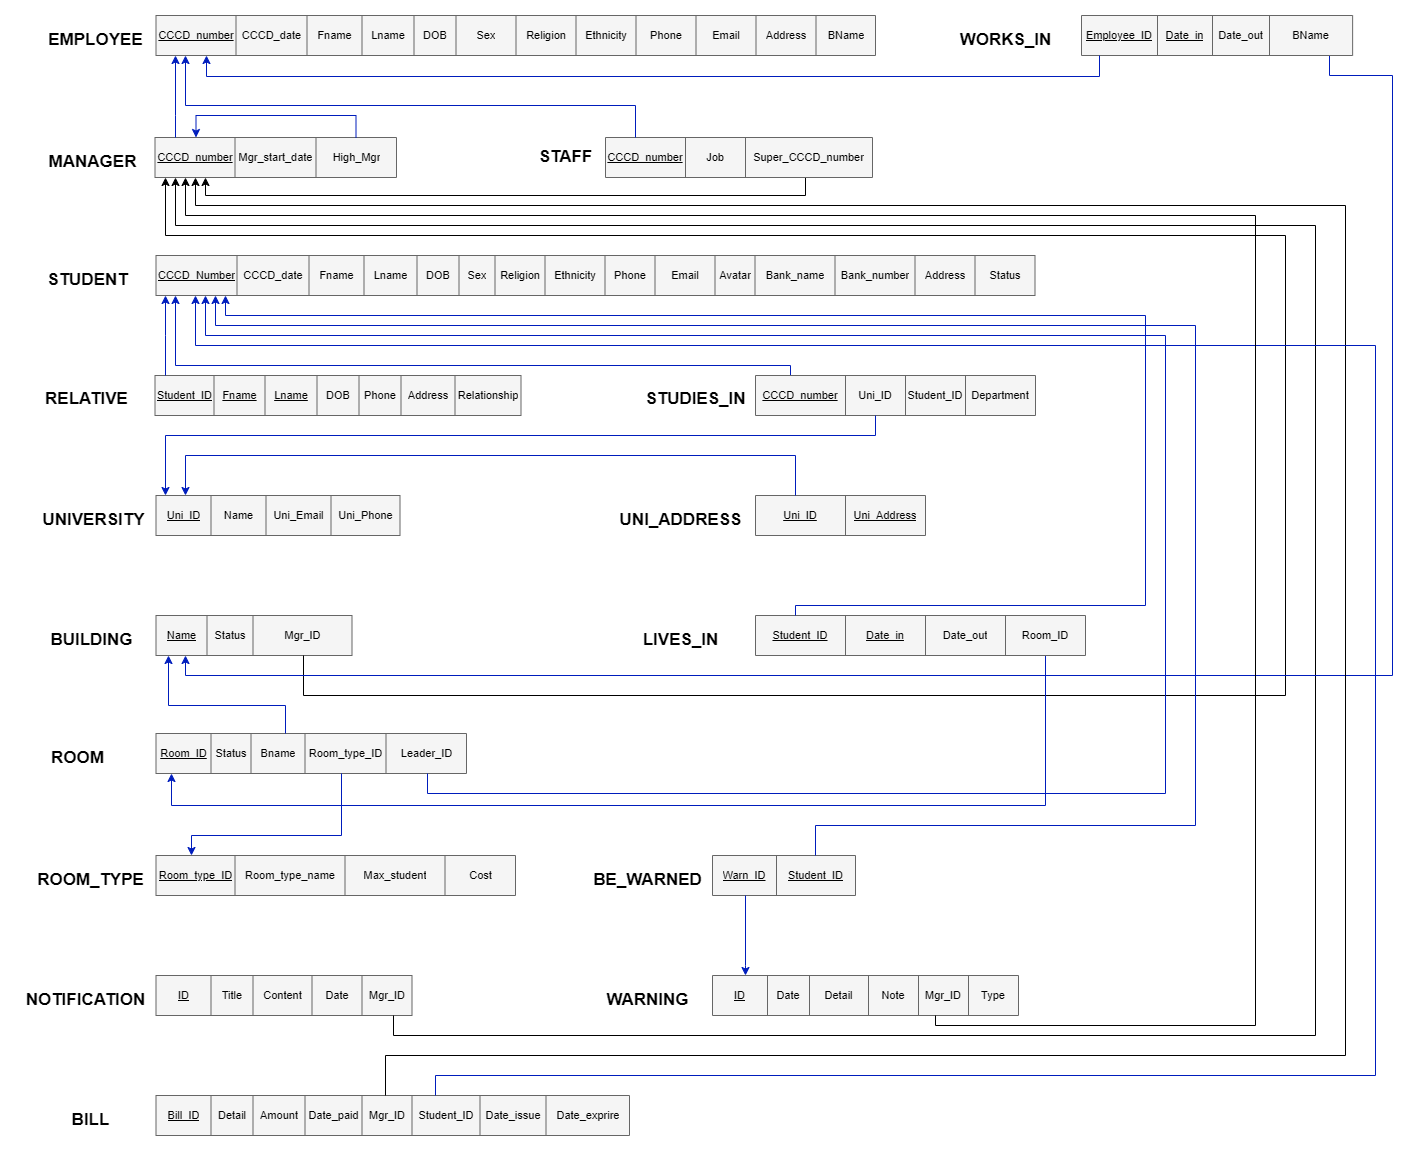 EMPLOYEE CCCD_number CCCD_date Fname Lname DOB Sex Religion Ethnicity Phone Email Address BName
WORKS_IN Employee_ID Date_in Date_out BName
MANAGER CCCD_number Mgr_start_date High_Mgr
STAFF CCCD_number Job Super_CCCD_number
STUDENT CCCD_Number CCCD_date Fname Lname DOB Sex Religion Ethnicity Phone Email Avatar Bank_name Bank_number Address Status
RELATIVE Student_ID Fname Lname DOB Phone Address Relationship
STUDIES_IN CCCD_number Uni_ID Student_ID Department
UNIVERSITY Uni_ID Name Uni_Email Uni_Phone
UNI_ADDRESS Uni_ID Uni_Address
BUILDING Name Status Mgr_ID
LIVES_IN Student_ID Date_in Date_out Room_ID
ROOM Room_ID Status Bname Room_type_ID Leader_ID
ROOM_TYPE Room_type_ID Room_type_name Max_student Cost
BE_WARNED Warn_ID Student_ID
NOTIFICATION ID Title Content Date Mgr_ID
WARNING ID Date Detail Note Mgr_ID Type
BILL Bill_ID Detail Amount Date_paid Mgr_ID Student_ID Date_issue Date_exprire